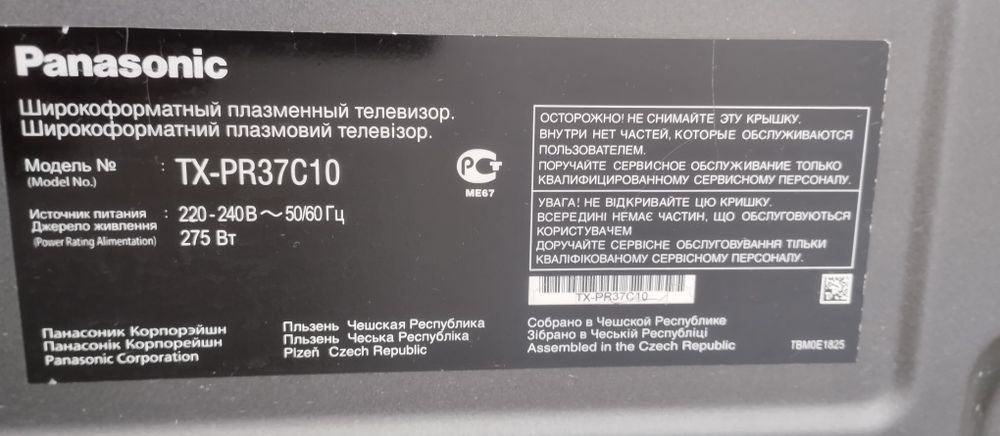 Panasonic
Широкоформатный плазменный телевизор.
Широкоформатний плазмовий телевізор.
Модель №
(Model No.)
: TX-PR37C10
Источник питания : 220-240В ~ 50/60 Гц
Джерело живлення
(Power Rating Alimentation) 275 Вт
РСТ
ME67
ОСТОРОЖНО! НЕ СНИМАЙТЕ ЭТУ КРЫШКУ.
ВНУТРИ НЕТ ЧАСТЕЙ, КОТОРЫЕ ОБСЛУЖИВАЮТСЯ
ПОЛЬЗОВАТЕЛЕМ.
ПОРУЧАЙТЕ СЕРВИСНОЕ ОБСЛУЖИВАНИЕ ТОЛЬКО
КВАЛИФИЦИРОВАННОМУ СЕРВИСНОМУ ПЕРСОНАЛУ.
УВАГА! НЕ ВІДКРИВАЙТЕ ЦЮ КРИШКУ.
ВСЕРЕДИНІ НЕМАЄ ЧАСТИН, ЩО ОБСЛУГОВУЮТЬСЯ
КОРИСТУВАЧЕМ
ДОРУЧАЙТЕ СЕРВІСНЕ ОБСЛУГОВУВАННЯ ТІЛЬКИ
КВАЛІФІКОВАНОМУ СЕРВІСНОМУ ПЕРСОНАЛУ.
TX-PR37C10
Панасоник Корпорэйшн
Панасонік Корпорейшн
Panasonic Corporation
Пльзень Чешская Республика
Пльзень Чеська Республіка
Plzeň Czech Republic
Собрано в Чешской Республике
Зібрано в Чеській Республіці
Assembled in the Czech Republic
TBM0E1825